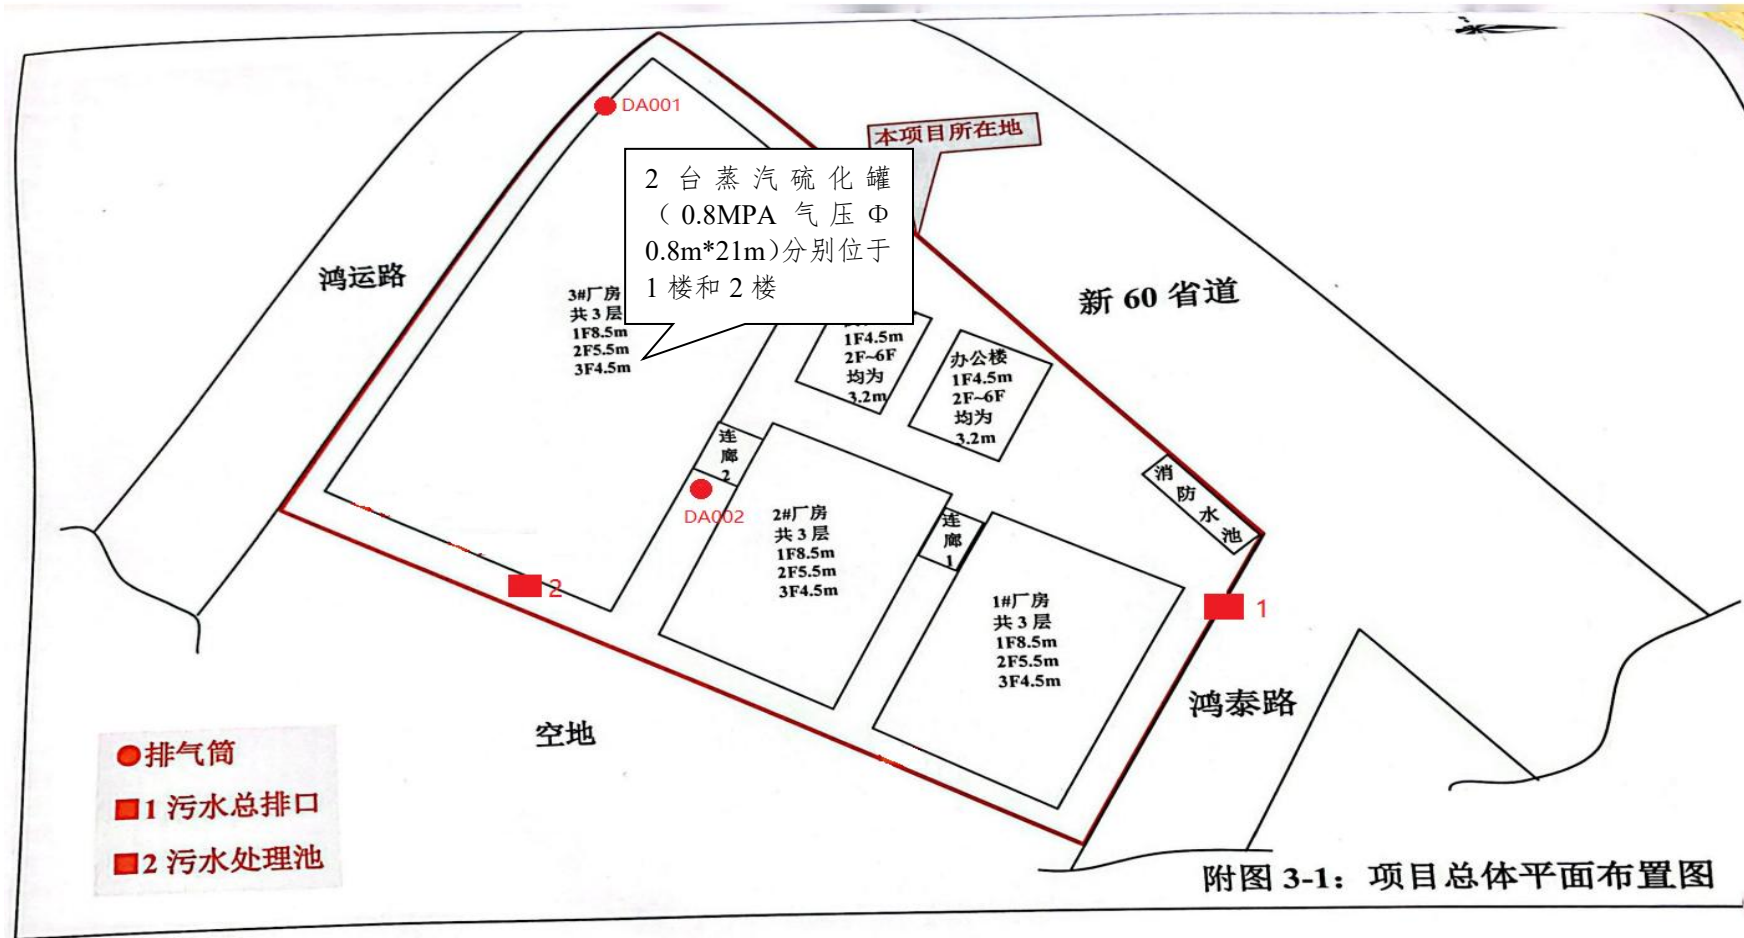 DA001
本项目所在地
2 台蒸汽硫化罐
（0.8MPA 气压Φ
0.8m*21m)分别位于
1 楼和 2 楼
鸿运路
新 60 省道
3#厂房
共 3 层
1F8.5m
2F5.5m
3F4.5m
1F4.5m
2F~6F
均为
3.2m
办公楼
1F4.5m
2F~6F
均为
3.2m
连
廊
2
DA002
消
防
水
池
2#厂房
共 3 层
1F8.5m
2F5.5m
3F4.5m
连
廊
1
2
1#厂房
共 3 层
1F8.5m
2F5.5m
3F4.5m
1
鸿泰路
空地
排气筒
1 污水总排口
2 污水处理池
附图 3-1：项目总体平面布置图